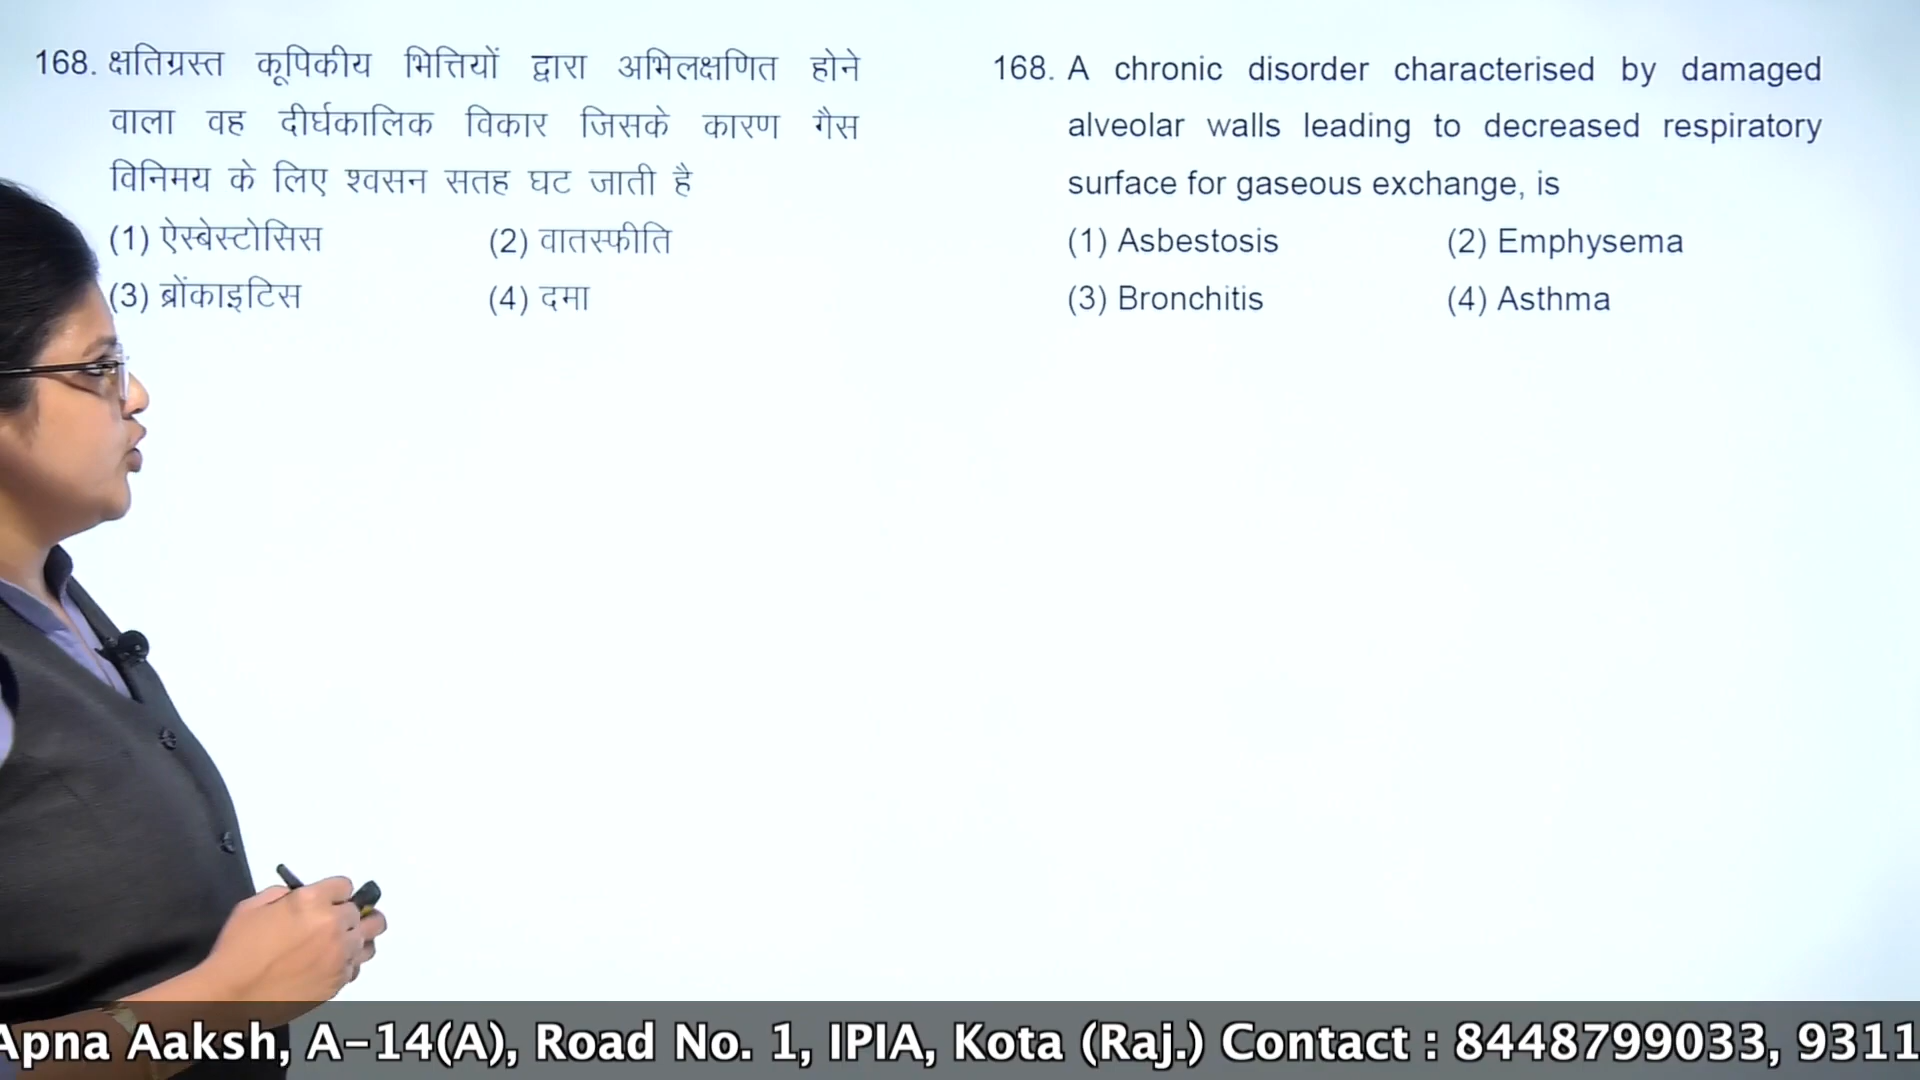 168. क्षतिग्रस्त कूपिकीय भित्तियों द्वारा अभिलक्षणित होने
वाला वह दीर्घकालिक विकार जिसके कारण गैस
विनिमय के लिए श्वसन सतह घट जाती है
(1) ऐस्बेस्टोसिस (2) वातस्फीति
(3) ब्रोंकाइटिस (4) दमा
168. A chronic disorder characterised by damaged
alveolar walls leading to decreased respiratory
surface for gaseous exchange, is
(1) Asbestosis (2) Emphysema
(3) Bronchitis (4) Asthma
Apna Aaksh, A-14(A), Road No. 1, IPIA, Kota (Raj.) Contact : 8448799033, 9311